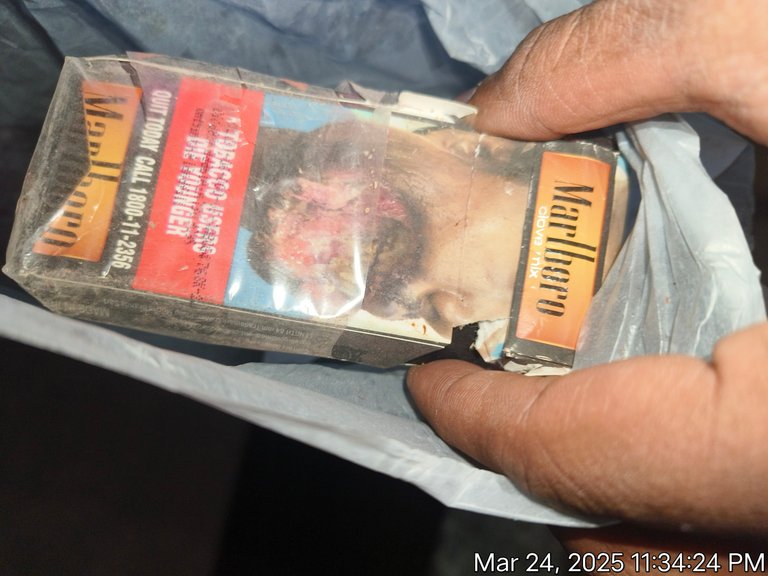 Marlboro
QUIT TODAY CALL 1800-11-2356
TOBACCO USERS
DIE YOUNGER
Marlboro
clove mix
Mar 24, 2025 11:34:24 PM